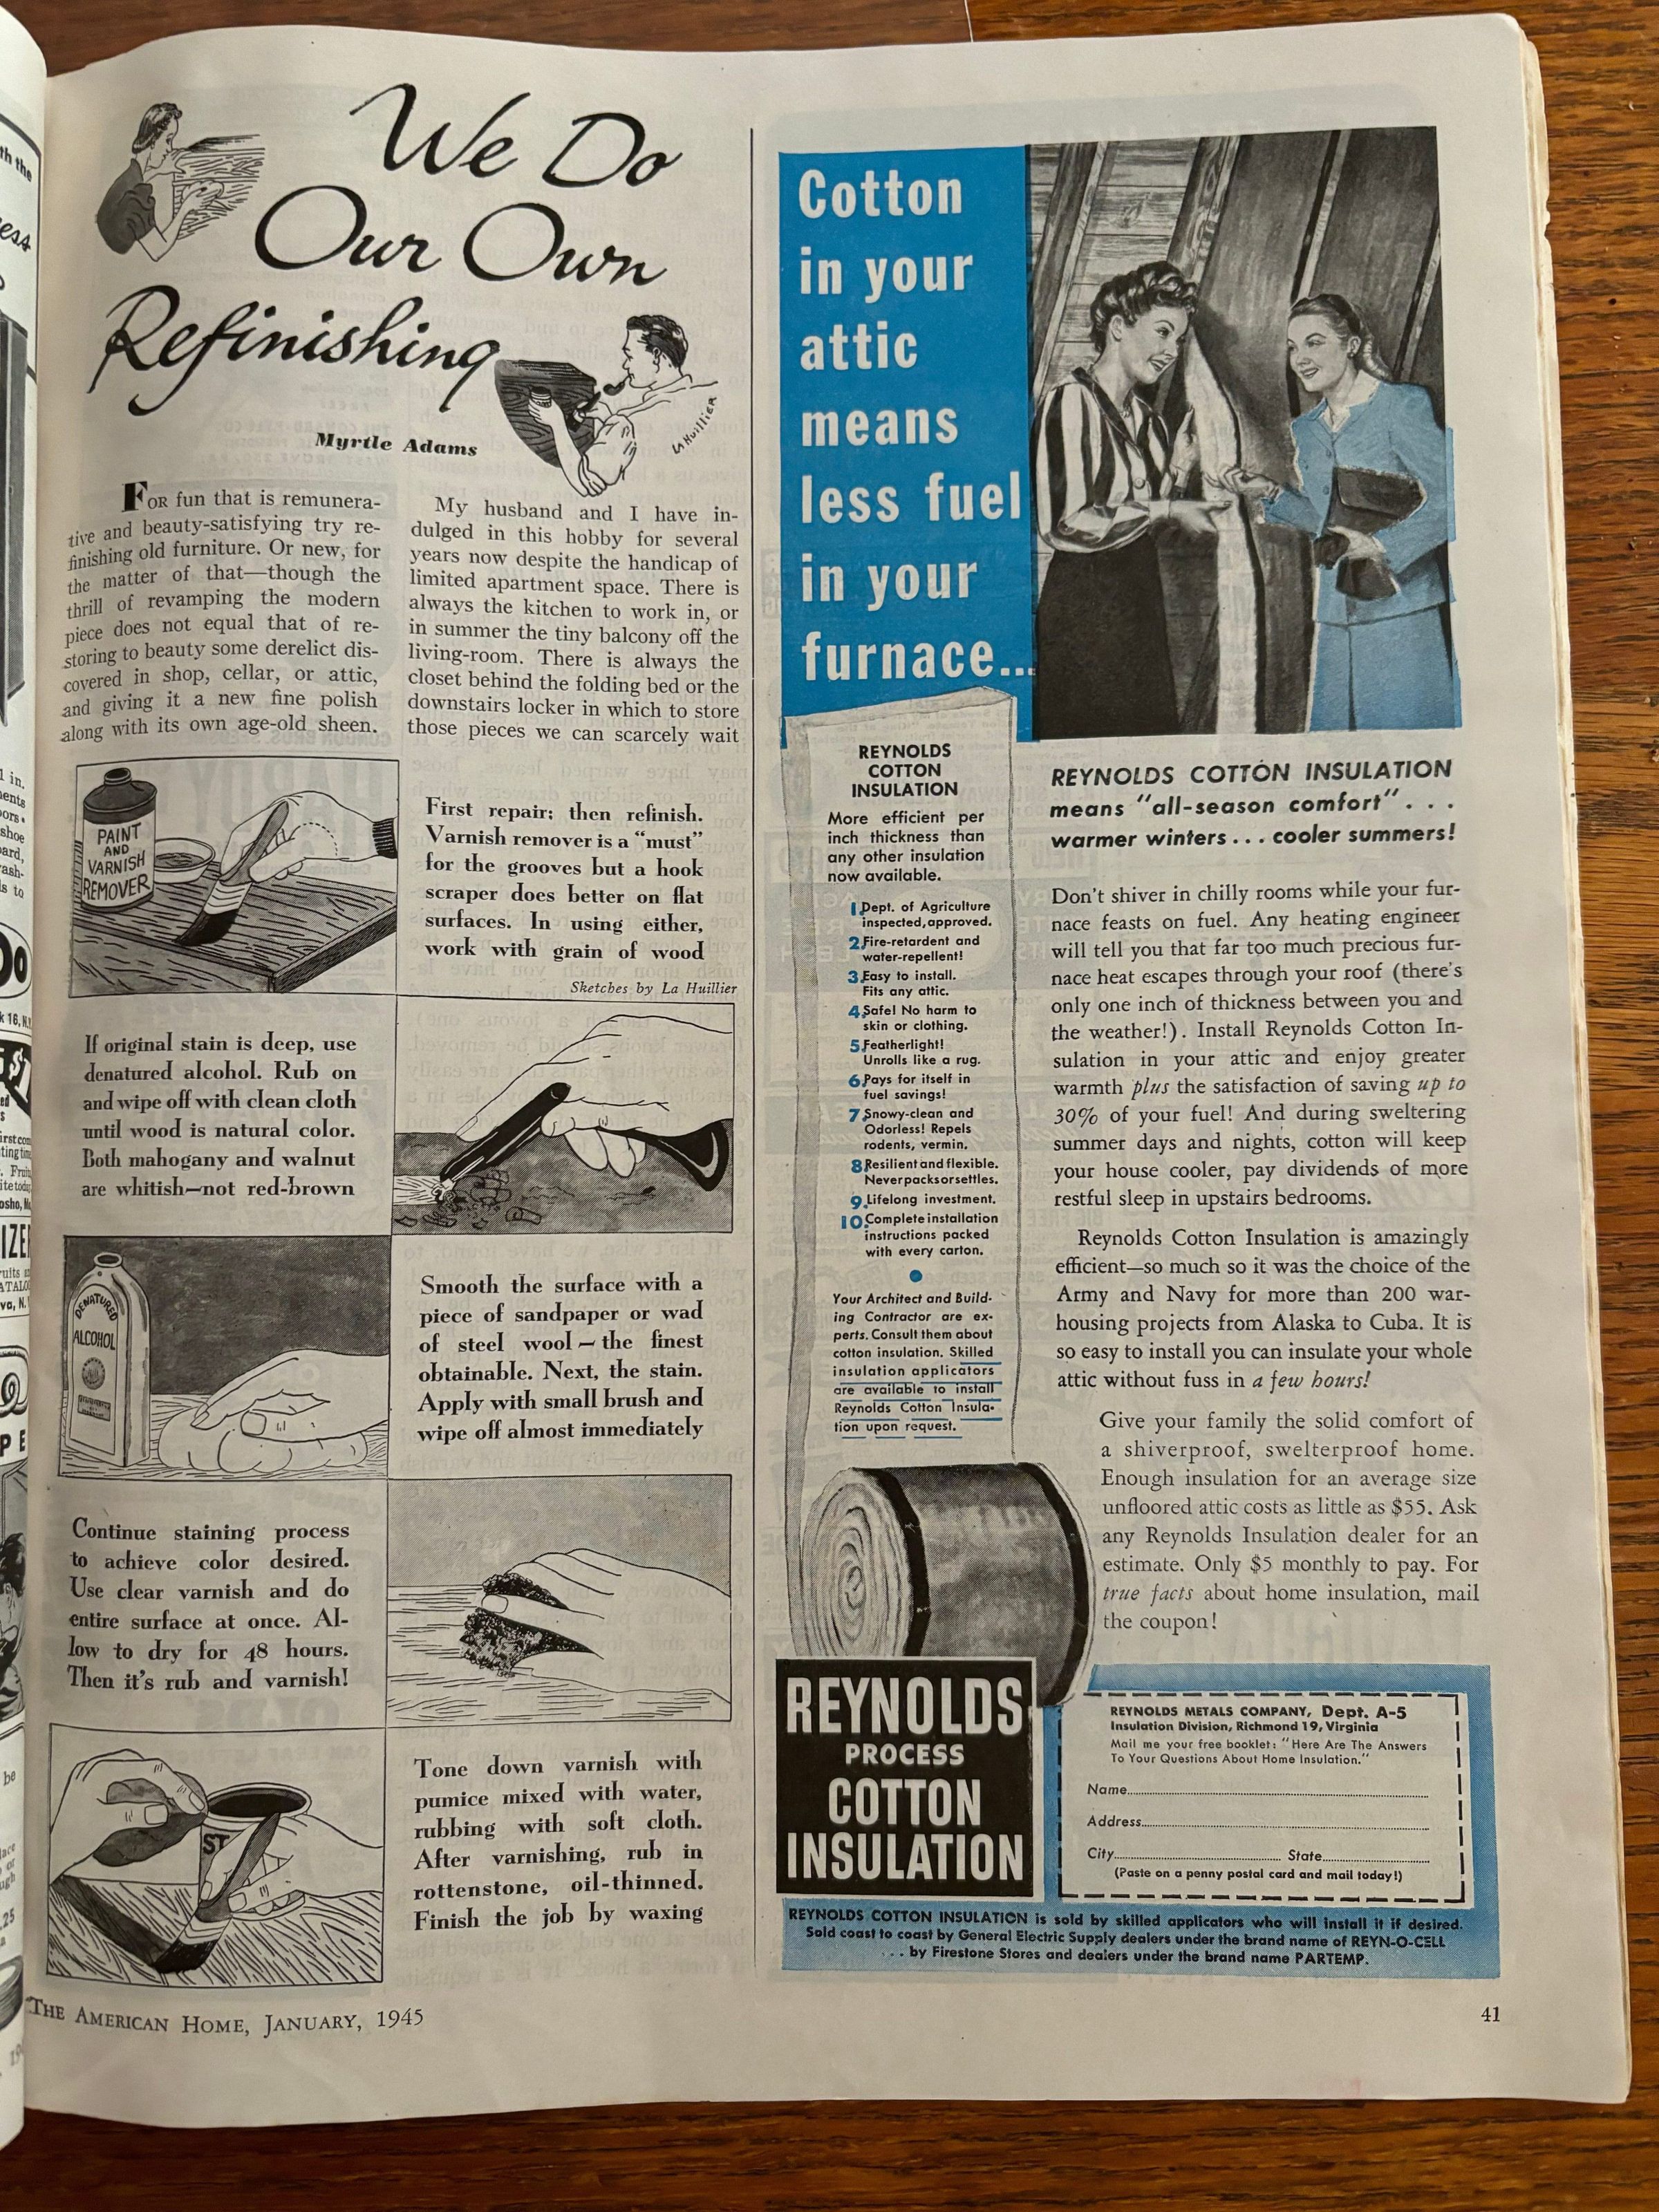 We Do
Our Own
Refinishing
La Huillier
Myrtle Adams
FOR fun that is remunera-
tive and beauty-satisfying try re-
finishing old furniture. Or new, for
the matter of that—though the
thrill of revamping the modern
piece does not equal that of re-
storing to beauty some derelict dis-
covered in shop, cellar, or attic,
and giving it a new fine polish
along with its own age-old sheen.
My husband and I have in-
dulged in this hobby for several
years now despite the handicap of
limited apartment space. There is
always the kitchen to work in, or
in summer the tiny balcony off the
living-room. There is always the
closet behind the folding bed or the
downstairs locker in which to store
those pieces we can scarcely wait
PAINT
AND
VARNISH
REMOVER
First repair: then refinish.
Varnish remover is a “must”
for the grooves but a hook
scraper does better on flat
surfaces. In using either,
work with grain of wood
Sketches by La Huillier
If original stain is deep, use
denatured alcohol. Rub on
and wipe off with clean cloth
until wood is natural color.
Both mahogany and walnut
are whitish—not red-brown
DENATURED
ALCOHOL
Smooth the surface with a
piece of sandpaper or wad
of steel wool—the finest
obtainable. Next, the stain.
Apply with small brush and
wipe off almost immediately
Continue staining process
to achieve color desired.
Use clear varnish and do
entire surface at once. Al-
low to dry for 48 hours.
Then it's rub and varnish!
ST
Tone down varnish with
pumice mixed with water,
rubbing with soft cloth.
After varnishing, rub in
rottenstone, oil-thinned.
Finish the job by waxing
THE AMERICAN HOME, JANUARY, 1945
Cotton
in your
attic
means
less fuel
in your
furnace...
REYNOLDS
COTTON
INSULATION
More efficient per
inch thickness than
any other insulation
now available.
1. Dept. of Agriculture
inspected, approved.
2. Fire-retardent and
water-repellent!
3. Easy to install.
Fits any attic.
4. Safe! No harm to
skin or clothing.
5. Featherlight!
Unrolls like a rug.
6. Pays for itself in
fuel savings!
7. Snowy-clean and
Odorless! Repels
rodents, vermin.
8. Resilient and flexible.
Never packs or settles.
9. Lifelong investment.
10. Complete installation
instructions packed
with every carton.
Your Architect and Build-
ing Contractor are ex-
perts. Consult them about
cotton insulation. Skilled
insulation applicators
are available to install
Reynolds Cotton Insula-
tion upon request.
REYNOLDS COTTON INSULATION
means “all-season comfort”...
warmer winters... cooler summers!
Don't shiver in chilly rooms while your fur-
nace feasts on fuel. Any heating engineer
will tell you that far too much precious fur-
nace heat escapes through your roof (there's
only one inch of thickness between you and
the weather!). Install Reynolds Cotton In-
sulation in your attic and enjoy greater
warmth plus the satisfaction of saving up to
30% of your fuel! And during sweltering
summer days and nights, cotton will keep
your house cooler, pay dividends of more
restful sleep in upstairs bedrooms.
Reynolds Cotton Insulation is amazingly
efficient—so much so it was the choice of the
Army and Navy for more than 200 war-
housing projects from Alaska to Cuba. It is
so easy to install you can insulate your whole
attic without fuss in a few hours!
Give your family the solid comfort of
a shiverproof, swelterproof home.
Enough insulation for an average size
unfloored attic costs as little as $55. Ask
any Reynolds Insulation dealer for an
estimate. Only $5 monthly to pay. For
true facts about home insulation, mail
the coupon!
REYNOLDS
PROCESS
COTTON
INSULATION
REYNOLDS METALS COMPANY, Dept. A-5
Insulation Division, Richmond 19, Virginia
Mail me your free booklet: “Here Are The Answers
To Your Questions About Home Insulation.”
Name
Address
City State
(Paste on a penny postal card and mail today!)
REYNOLDS COTTON INSULATION is sold by skilled applicators who will install it if desired.
Sold coast to coast by General Electric Supply dealers under the brand name of REYN-O-CELL
... by Firestone Stores and dealers under the brand name PARTEMP.
41